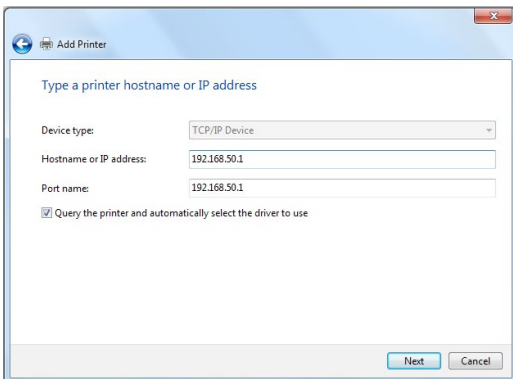 Add Printer
Type a printer hostname or IP address
Device type: TCP/IP Device
Hostname or IP address: 192.168.50.1
Port name: 192.168.50.1
Query the printer and automatically select the driver to use
Next Cancel